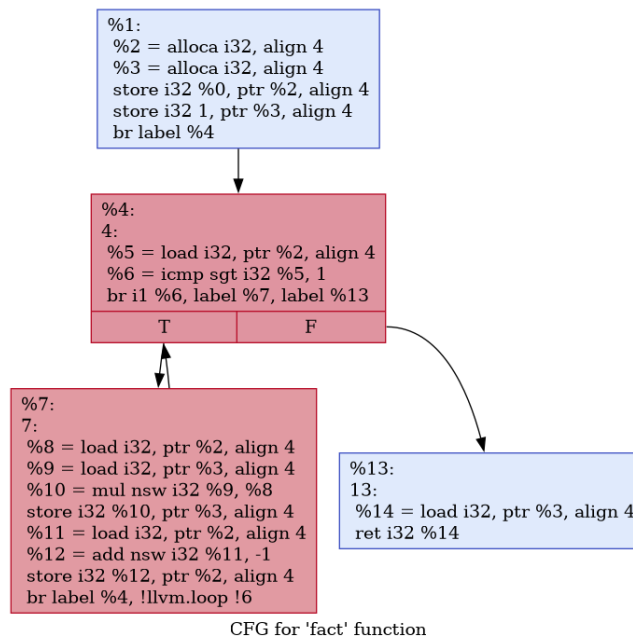 %1:
%2 = alloca i32, align 4
%3 = alloca i32, align 4
store i32 %0, ptr %2, align 4
store i32 1, ptr %3, align 4
br label %4
%4:
4:
%5 = load i32, ptr %2, align 4
%6 = icmp sgt i32 %5, 1
br i1 %6, label %7, label %13
T
F
%7:
7:
%8 = load i32, ptr %2, align 4
%9 = load i32, ptr %3, align 4
%10 = mul nsw i32 %9, %8
store i32 %10, ptr %3, align 4
%11 = load i32, ptr %2, align 4
%12 = add nsw i32 %11, -1
store i32 %12, ptr %2, align 4
br label %4, !llvm.loop !6
%13:
13:
%14 = load i32, ptr %3, align 4
ret i32 %14
CFG for 'fact' function